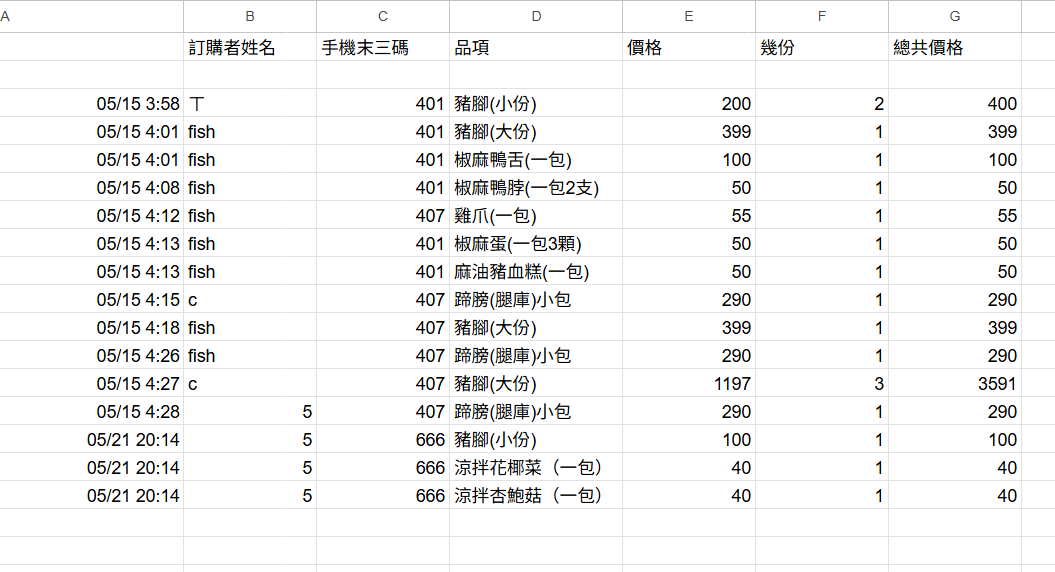 A B C D E F G
訂購者姓名 手機末三碼 品項 價格 幾份 總共價格
05/15 3:58 ㄒ 401 豬腳(小份) 200 2 400
05/15 4:01 fish 401 豬腳(大份) 399 1 399
05/15 4:01 fish 401 椒麻鴨舌(一包) 100 1 100
05/15 4:08 fish 401 椒麻鴨脖(一包2支) 50 1 50
05/15 4:12 fish 407 雞爪(一包) 55 1 55
05/15 4:13 fish 401 椒麻蛋(一包3顆) 50 1 50
05/15 4:13 fish 401 麻油豬血糕(一包) 50 1 50
05/15 4:15 c 407 蹄膀(腿庫)小包 290 1 290
05/15 4:18 fish 407 豬腳(大份) 399 1 399
05/15 4:26 fish 407 蹄膀(腿庫)小包 290 1 290
05/15 4:27 c 407 豬腳(大份) 1197 3 3591
05/15 4:28 5 407 蹄膀(腿庫)小包 290 1 290
05/21 20:14 5 666 豬腳(小份) 100 1 100
05/21 20:14 5 666 涼拌花椰菜（一包） 40 1 40
05/21 20:14 5 666 涼拌杏鮑菇（一包） 40 1 40